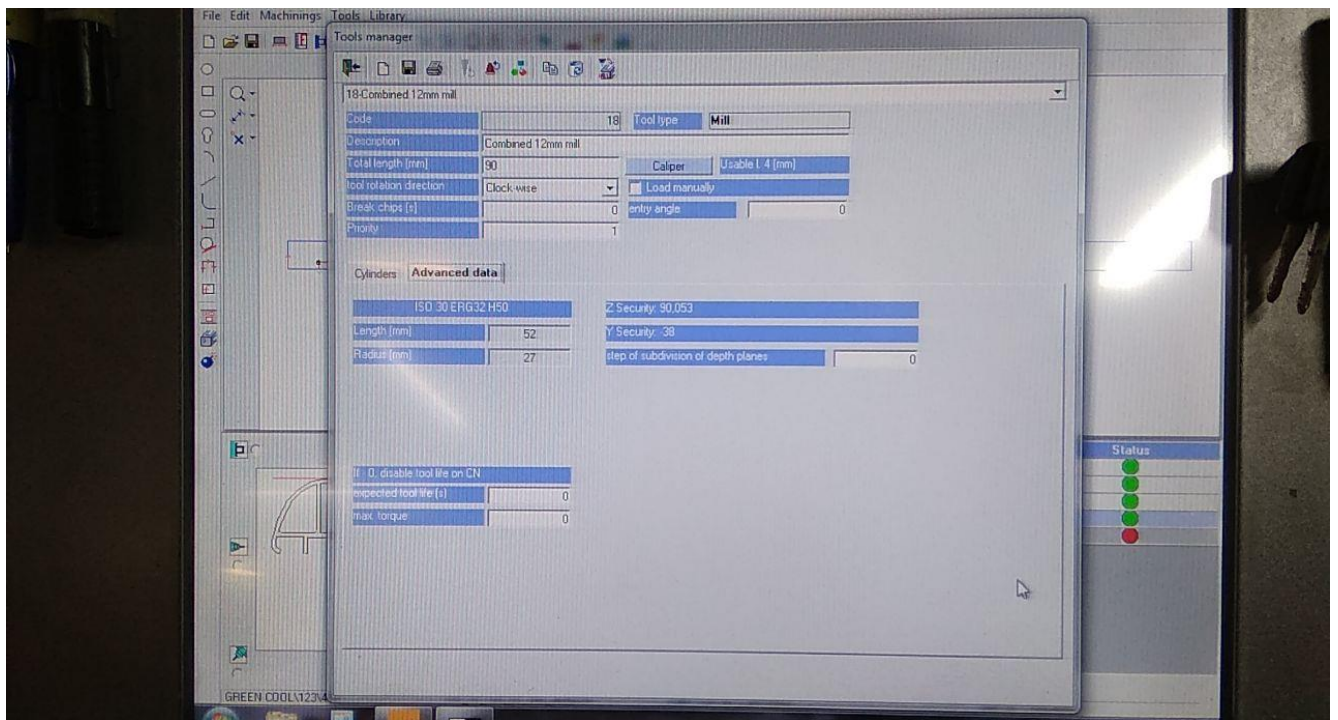 File Edit Machinings Tools Library
Tools manager
18-Combined 12mm mill
Code 18 Tool type Mill
Description Combined 12mm mill
Total length [mm] 90 Caliper Usable l. 4 [mm]
tool rotation direction Clock-wise Load manually
Break chips [s] 0 entry angle 0
Priority 1
Cylinders Advanced data
ISO 30 ERG32 H50 Z Security: 90,053
Length [mm] 52 Y Security: -38
Radius [mm] 27 step of subdivision of depth planes 0
Status
If 0, disable tool life on CN
expected tool life [s] 0
max. torque 0
GREEN COOL\123\4